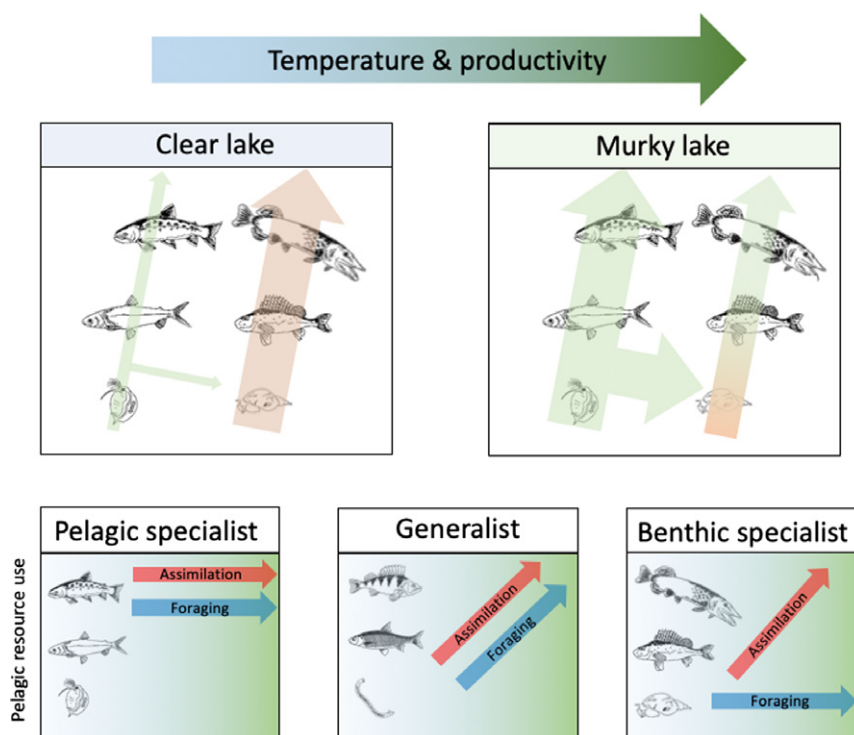 Temperature & productivity
Clear lake
Murky lake
Pelagic specialist
Generalist
Benthic specialist
Pelagic resource use
Assimilation
Foraging
Assimilation
Foraging
Assimilation
Foraging